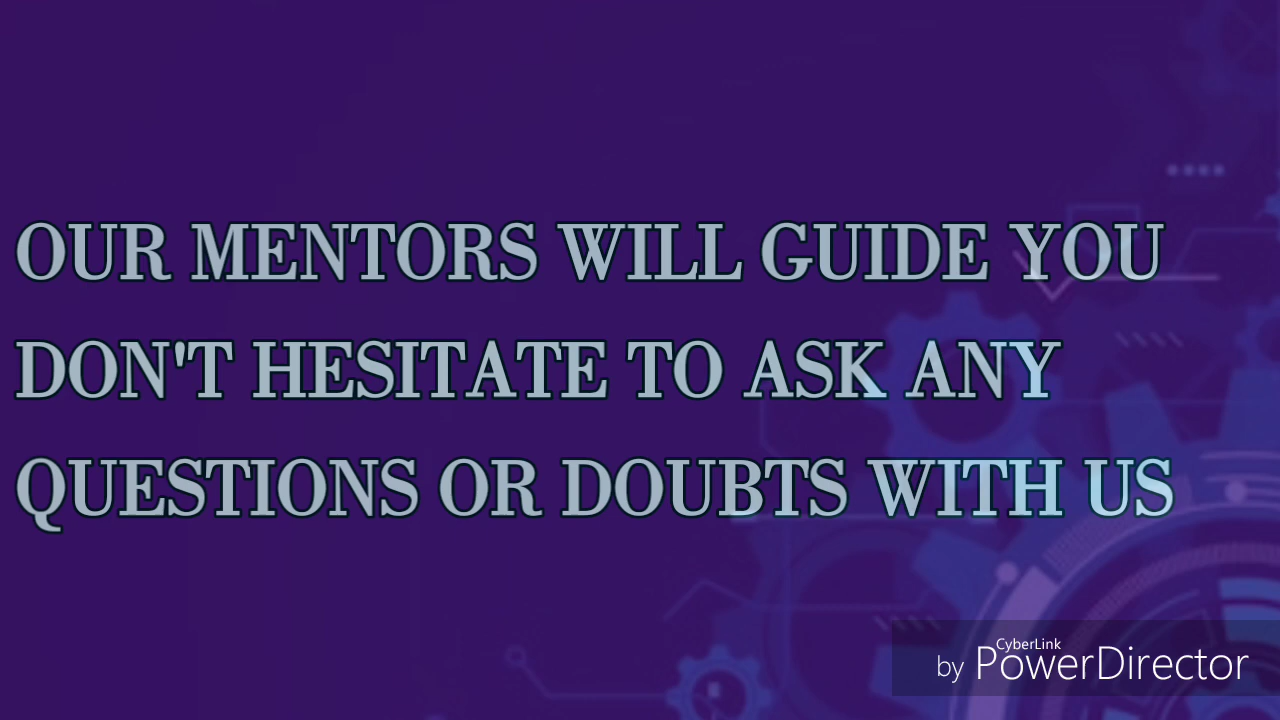 OUR MENTORS WILL GUIDE YOU
DON'T HESITATE TO ASK ANY
QUESTIONS OR DOUBTS WITH US
CyberLink
by PowerDirector